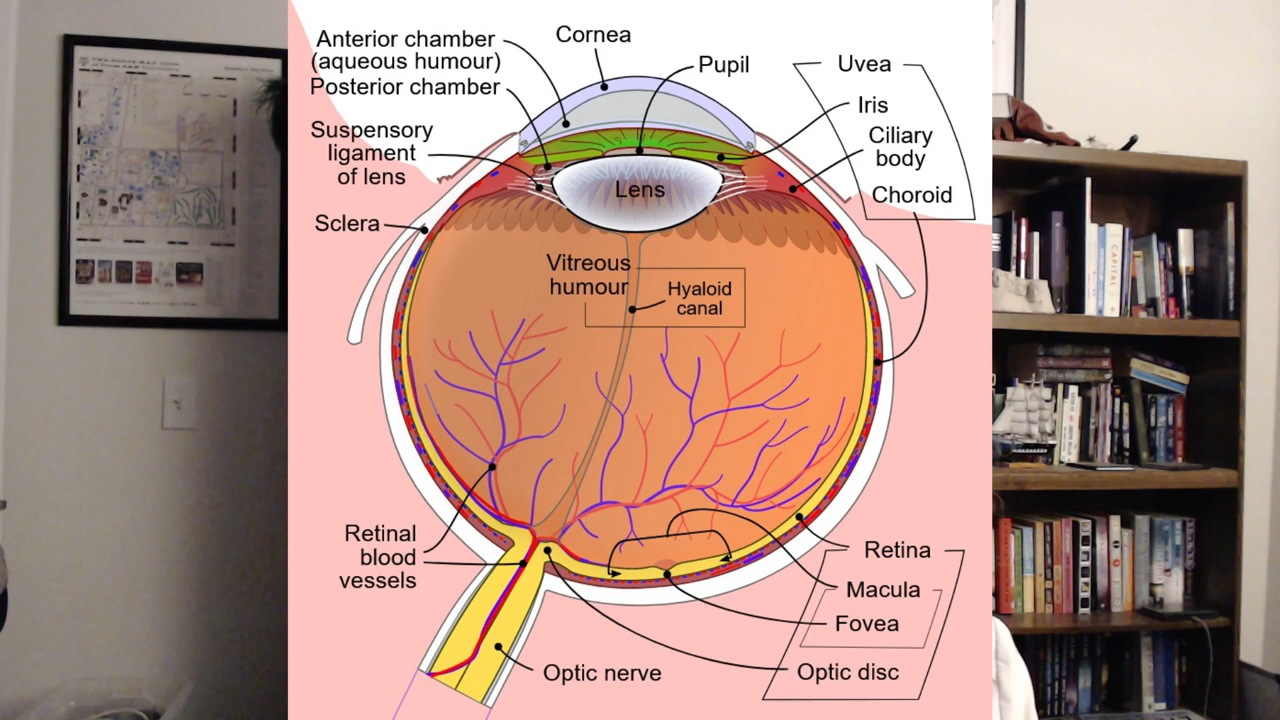 Anterior chamber
(aqueous humour)
Posterior chamber
Cornea
Pupil
Uvea
Iris
Ciliary
body
Choroid
Suspensory
ligament
of lens
Lens
Sclera
Vitreous
humour
Hyaloid
canal
Retinal
blood
vessels
Retina
Macula
Fovea
Optic disc
Optic nerve
CAPITAL